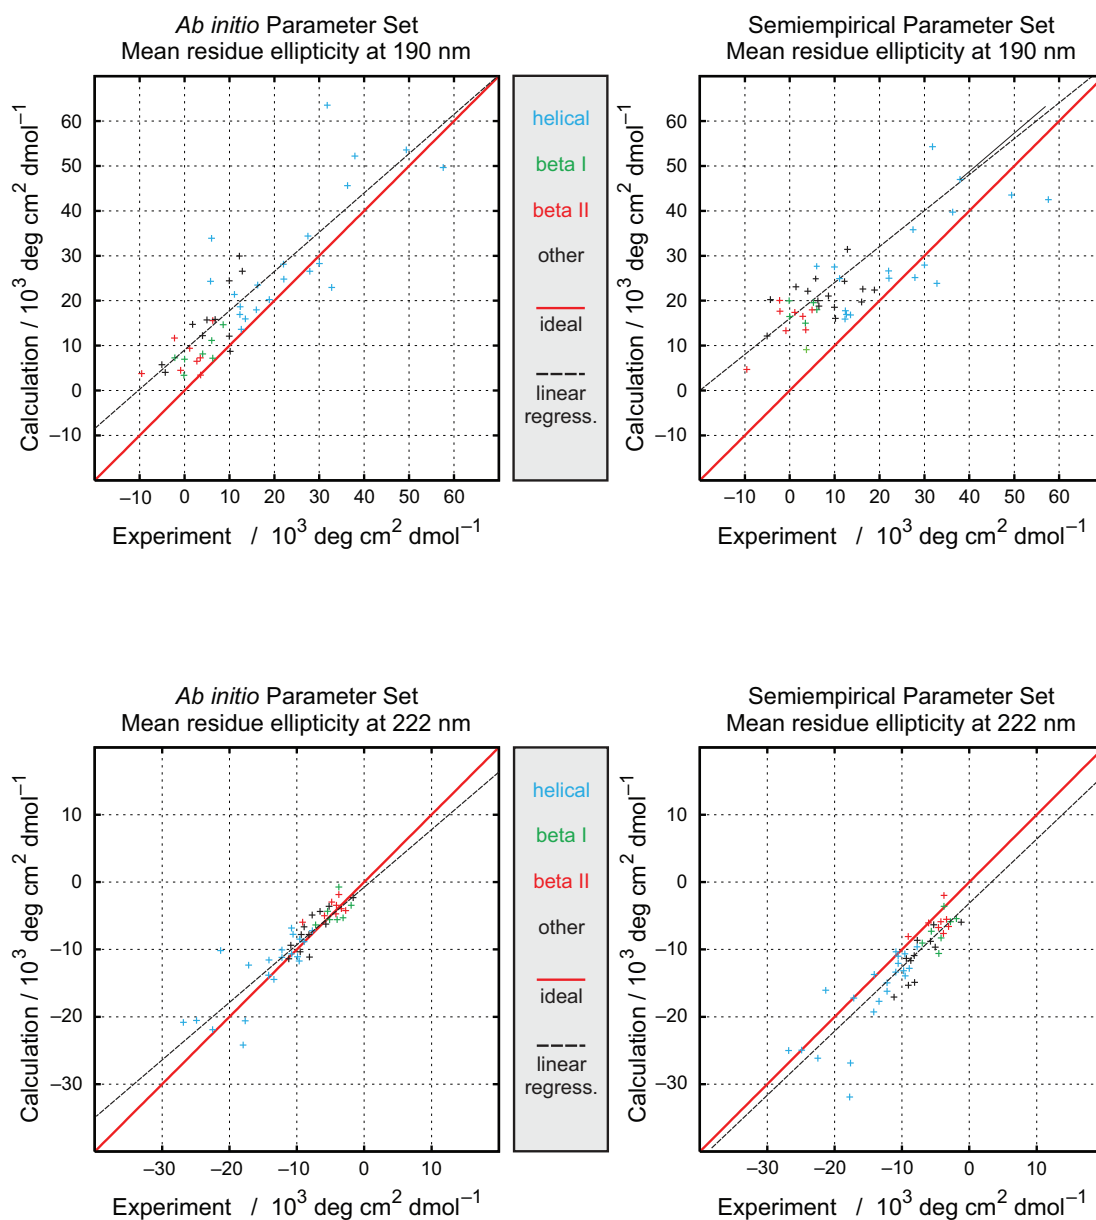 Ab initio Parameter Set
Mean residue ellipticity at 190 nm
Calculation / 10³ deg cm² dmol⁻¹
60
50
40
30
20
10
0
–10
–10 0 10 20 30 40 50 60
Experiment / 10³ deg cm² dmol⁻¹
helical
beta I
beta II
other
ideal
linear
regress.
Semiempirical Parameter Set
Mean residue ellipticity at 190 nm
Calculation / 10³ deg cm² dmol⁻¹
60
50
40
30
20
10
0
–10
–10 0 10 20 30 40 50 60
Experiment / 10³ deg cm² dmol⁻¹
Ab initio Parameter Set
Mean residue ellipticity at 222 nm
Calculation / 10³ deg cm² dmol⁻¹
10
0
–10
–20
–30
–30 –20 –10 0 10
Experiment / 10³ deg cm² dmol⁻¹
helical
beta I
beta II
other
ideal
linear
regress.
Semiempirical Parameter Set
Mean residue ellipticity at 222 nm
Calculation / 10³ deg cm² dmol⁻¹
10
0
–10
–20
–30
–30 –20 –10 0 10
Experiment / 10³ deg cm² dmol⁻¹